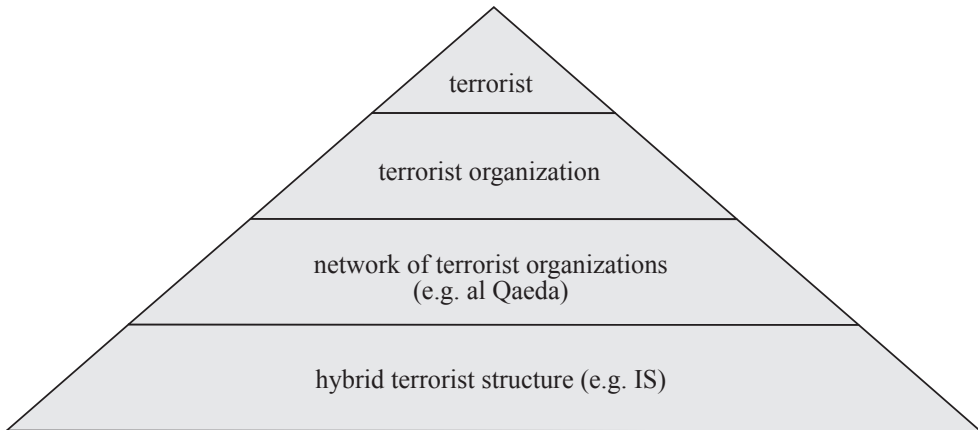 terrorist
terrorist organization
network of terrorist organizations
(e.g. al Qaeda)
hybrid terrorist structure (e.g. IS)